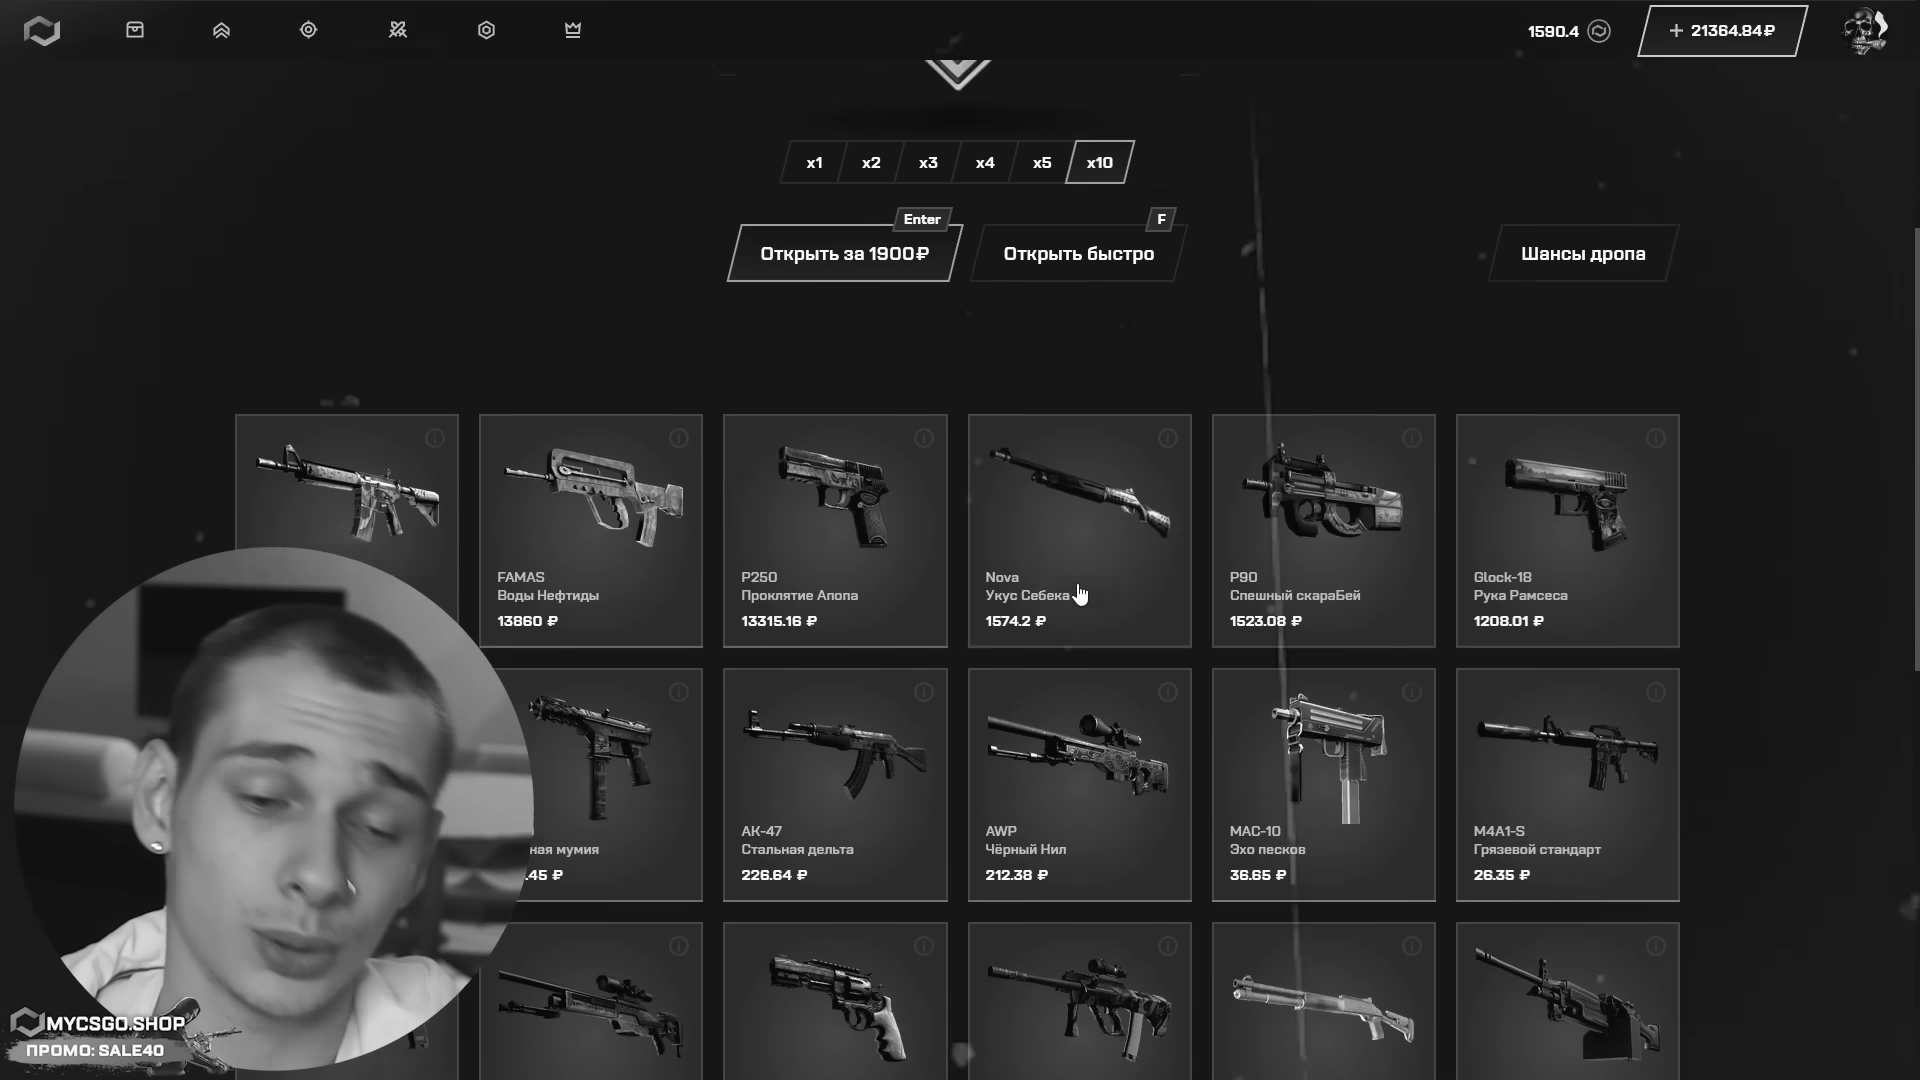 1590.4
+ 21364.84₽
x1
x2
x3
x4
x5
x10
Enter
F
Открыть за 1900₽
Открыть быстро
Шансы дропа
FAMAS
Воды Нефтиды
13860 ₽
P250
Проклятие Апопа
13315.16 ₽
Nova
Укус Себека
1574.2 ₽
P90
Спешный скарабей
1523.08 ₽
Glock-18
Рука Рамсеса
1208.01 ₽
ная мумия
.45 ₽
AK-47
Стальная дельта
226.64 ₽
AWP
Чёрный Нил
212.38 ₽
MAC-10
Эхо песков
36.65 ₽
M4A1-S
Грязевой стандарт
26.35 ₽
MYCSGO.SHOP
ПРОМО: SALE40